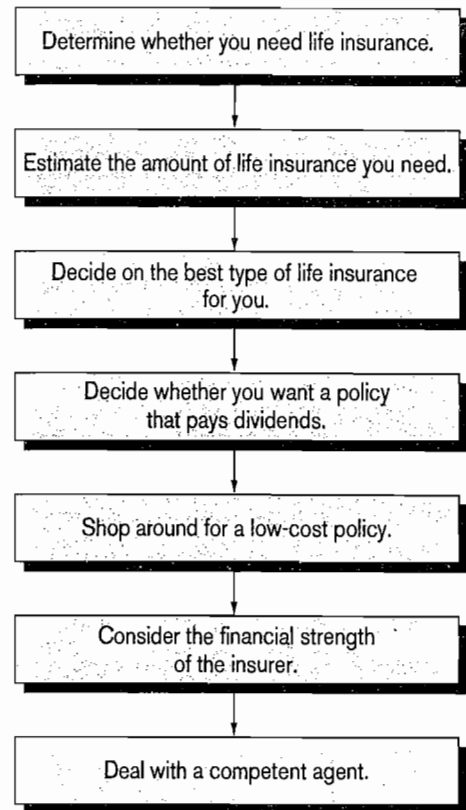 Determine whether you need life insurance.
Estimate the amount of life insurance you need.
Decide on the best type of life insurance
for you.
Decide whether you want a policy
that pays dividends.
Shop around for a low-cost policy.
Consider the financial strength
of the insurer.
Deal with a competent agent.